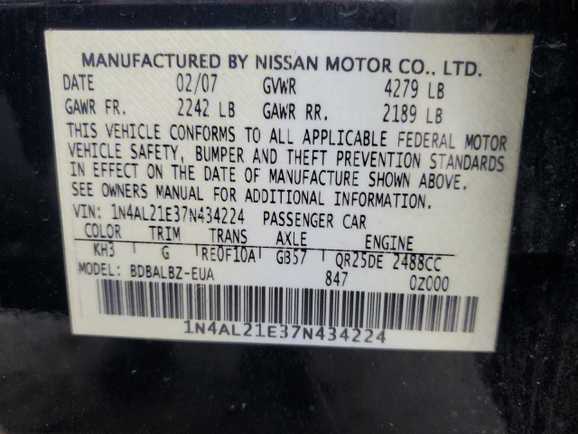 MANUFACTURED BY NISSAN MOTOR CO., LTD.
DATE 02/07 GVWR 4279 LB
GAWR FR. 2242 LB GAWR RR. 2189 LB
THIS VEHICLE CONFORMS TO ALL APPLICABLE FEDERAL MOTOR
VEHICLE SAFETY, BUMPER AND THEFT PREVENTION STANDARDS
IN EFFECT ON THE DATE OF MANUFACTURE SHOWN ABOVE.
SEE OWNERS MANUAL FOR ADDITIONAL INFORMATION.
VIN: 1N4AL21E37N434224 PASSENGER CAR
COLOR TRIM TRANS AXLE ENGINE
KH3 G RE0F10A GB57 QR25DE 2488CC
MODEL: BDBALBZ-EUA 847 0Z000
1N4AL21E37N434224